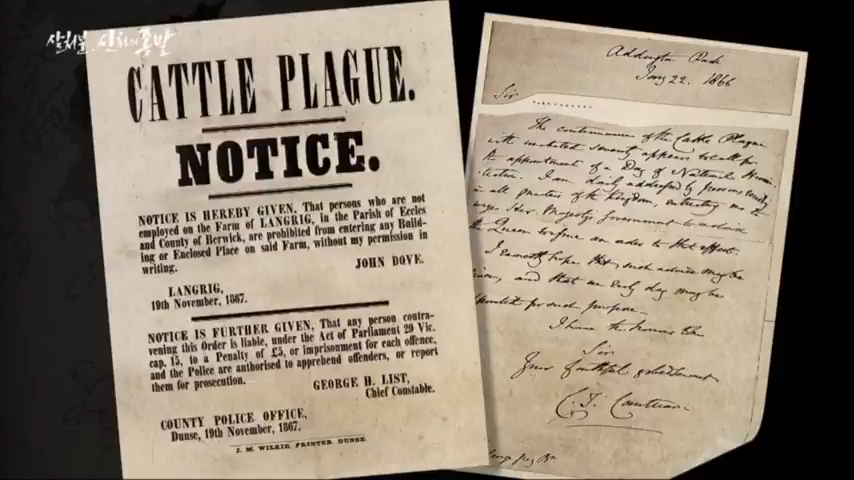 살처분, 신화의 종말
CATTLE PLAGUE.
NOTICE.
NOTICE IS HEREBY GIVEN, That persons who are not
employed on the Farm of LANGRIG, in the Parish of Eccles
and County of Berwick, are prohibited from entering any Build-
ing or Enclosed Place on said Farm, without my permission in
writing.
JOHN DOVE.
LANGRIG,
19th November, 1867.
NOTICE IS FURTHER GIVEN, That any person contra-
vening this Order is liable, under the Act of Parliament 29 Vic.
cap. 15, to a Penalty of £5, or imprisonment for each offence,
and the Police are authorised to apprehend offenders, or report
them for prosecution.
GEORGE H. LIST,
Chief Constable.
COUNTY POLICE OFFICE,
Dunse, 19th November, 1867.
J. M. WILKIE, PRINTER, DUNSE.
Addington Park
Jany 22. 1866
Sir
The continuance of the Cattle Plague
with unabated severity appears to call for
the appointment of a Day of National Humi-
liation. I am daily addressed by persons
in all quarters of the kingdom, entreating me to
urge Her Majesty's Government to advise
the Queen to issue an order to that effect.
I earnestly hope that such advice may be
given, and that an early day may be
appointed for such purpose.
I have the honour to be
Sir
Your faithful
C. T. Cantuar.